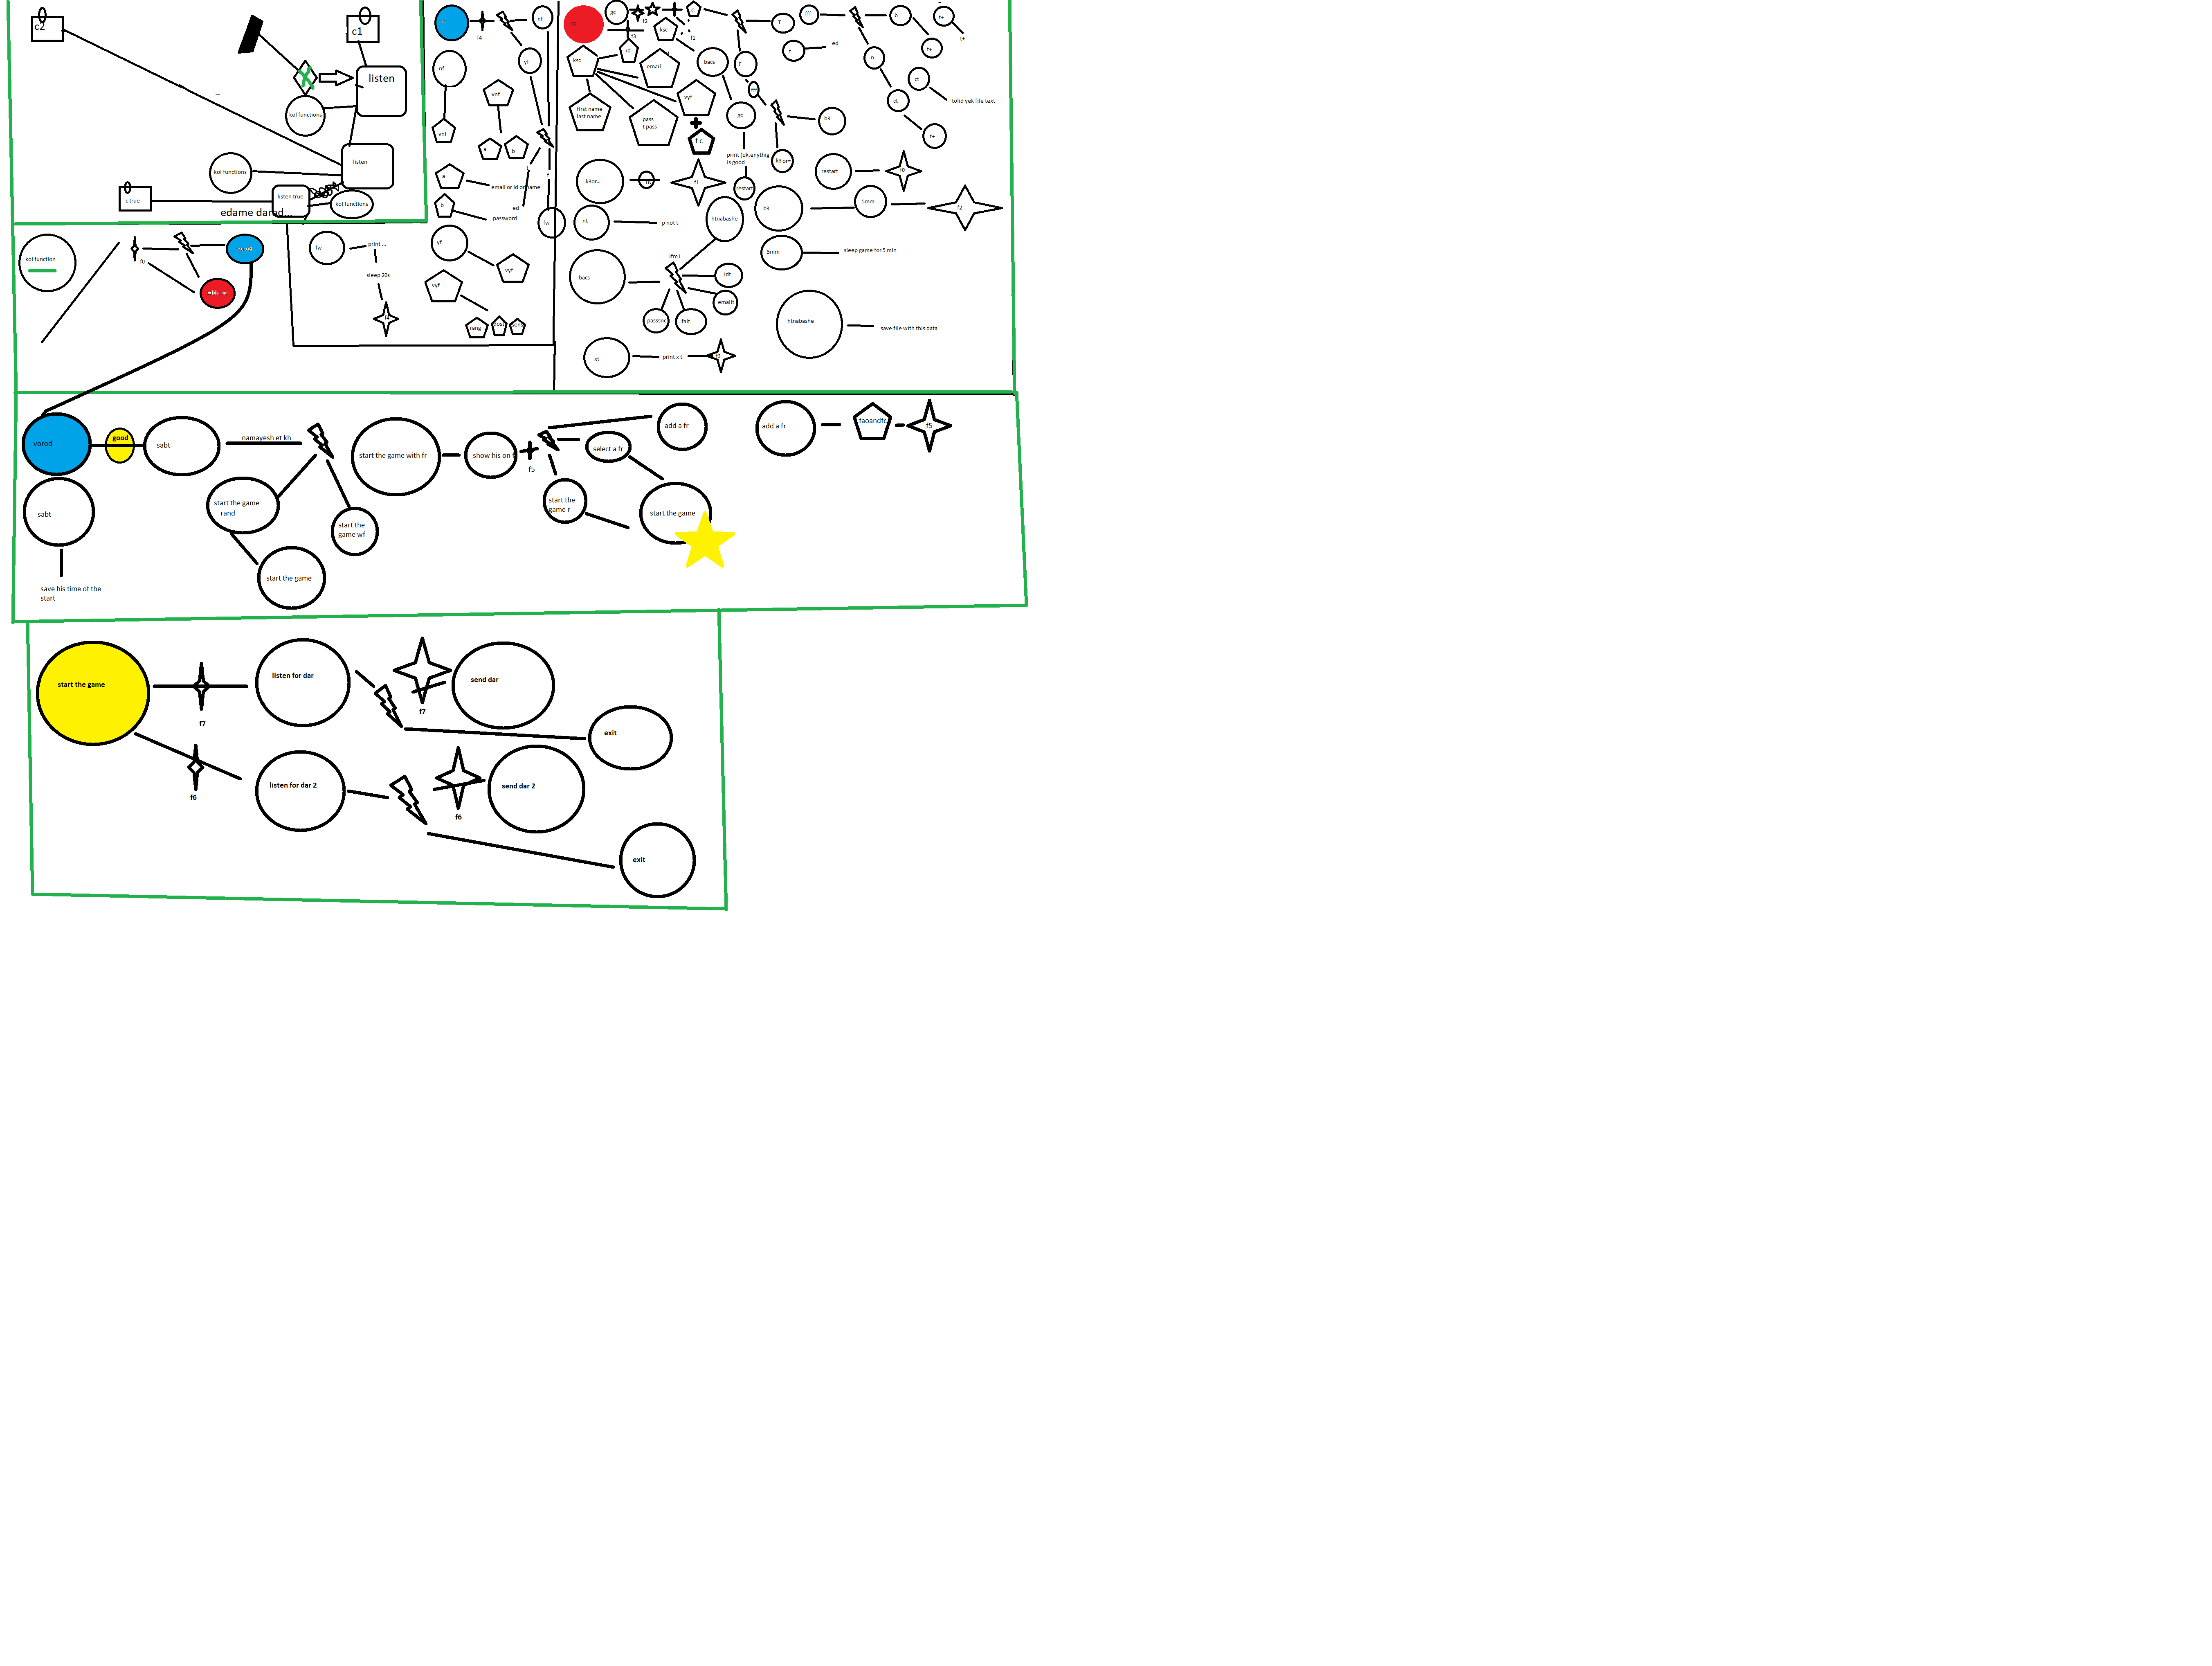 c2
c1
listen
kol functions
listen
kol functions
listen true
kol functions
c true
edame darad...
f4
nf
nf
yf
vnf
vnf
a
b
a
email or id or name
b
password
ed
f
fw
yf
vyf
vyf
rang
gc
f2
C
f3
ksc
f1
id
ksc
email
bacs
r
T
fff
b
t+
t+
t
ed
t+
n
ct
ct
tolid yek file text
t+
first name
last name
pass
t pass
vyf
f c
gc
fff
b3
print (ok,enythig
is good
k3or=
restart
k3or=
f1
restart
f0
nt
p not t
htnabashe
b3
5mm
f2
5mm
sleep game for 5 min
ifm1
bacs
idt
emailt
passnc
falt
htnabashe
save file with this data
xt
print x t
f3
kol function
f0
fw
print ...
sleep 20s
f4
vorod
good
sabt
namayesh et kh
start the game with fr
show his on f
f5
add a fr
select a fr
add a fr
faoandfc
f5
sabt
start the game
rand
start the
game wf
start the
game r
start the game
start the game
save his time of the
start
start the game
f7
listen for dar
f7
send dar
exit
f6
listen for dar 2
f6
send dar 2
exit